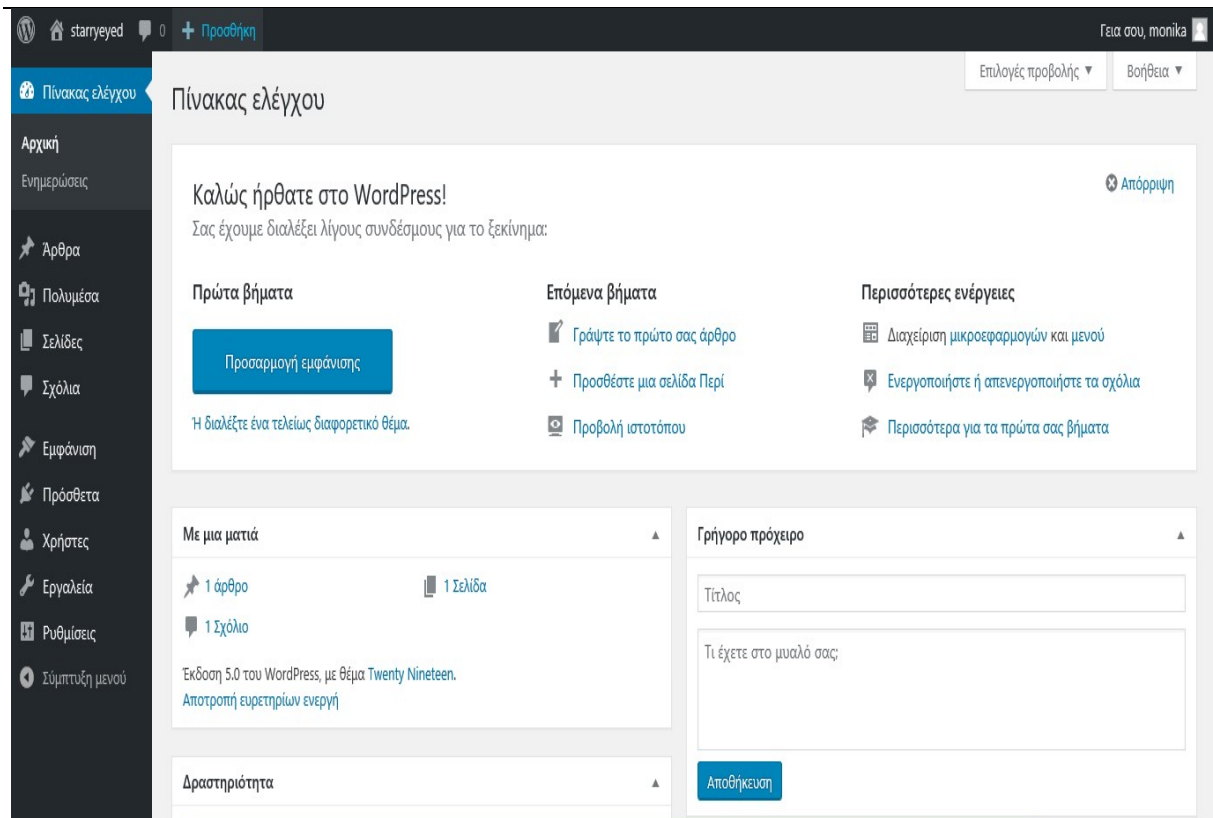 starryeyed 0 Προσθήκη
Γεια σου, monika
Πίνακας ελέγχου
Αρχική
Ενημερώσεις
Άρθρα
Πολυμέσα
Σελίδες
Σχόλια
Εμφάνιση
Πρόσθετα
Χρήστες
Εργαλεία
Ρυθμίσεις
Σύμπτυξη μενού
Επιλογές προβολής
Βοήθεια
Πίνακας ελέγχου
Καλώς ήρθατε στο WordPress!
Απόρριψη
Σας έχουμε διαλέξει λίγους συνδέσμους για το ξεκίνημα:
Πρώτα βήματα
Προσαρμογή εμφάνισης
Ή διαλέξτε ένα τελείως διαφορετικό θέμα.
Επόμενα βήματα
Γράψτε το πρώτο σας άρθρο
Προσθέστε μια σελίδα Περί
Προβολή ιστοτόπου
Περισσότερες ενέργειες
Διαχείριση μικροεφαρμογών και μενού
Ενεργοποιήστε ή απενεργοποιήστε τα σχόλια
Περισσότερα για τα πρώτα σας βήματα
Με μια ματιά
1 άρθρο
1 Σελίδα
1 Σχόλιο
Έκδοση 5.0 του WordPress, με θέμα Twenty Nineteen.
Αποτροπή ευρετηρίων ενεργή
Δραστηριότητα
Γρήγορο πρόχειρο
Τίτλος
Τι έχετε στο μυαλό σας;
Αποθήκευση